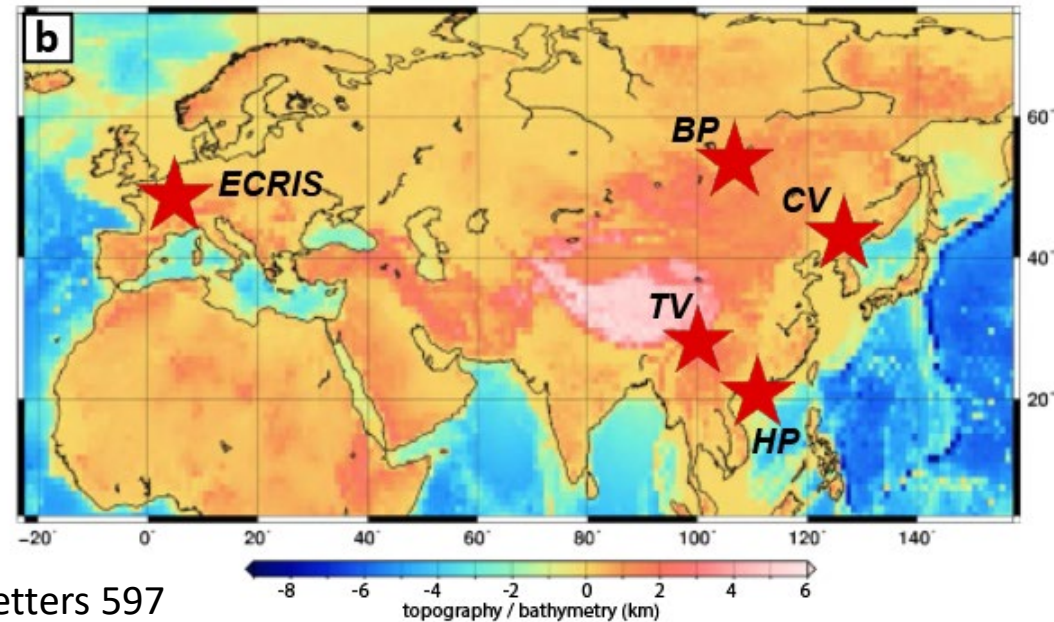 b
BP
ECRIS
CV
TV
HP
60°
40°
20°
−20° 0° 20° 40° 60° 80° 100° 120° 140°
-8 -6 -4 -2 0 2 4 6
topography / bathymetry (km)
etters 597